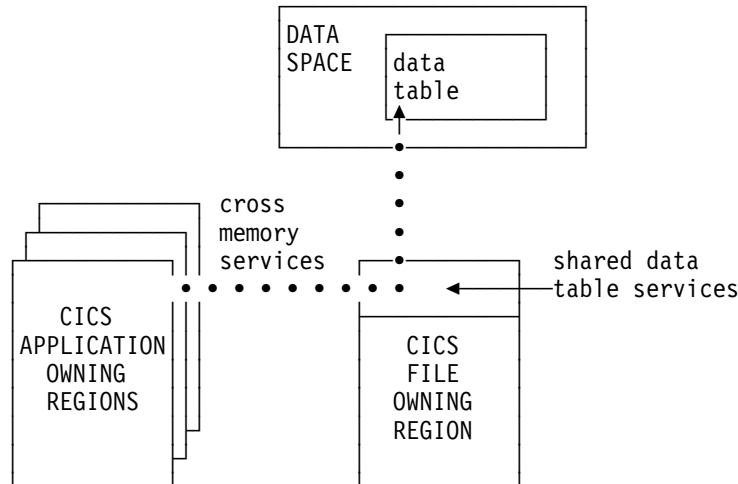 DATA
SPACE
data
table
cross
memory
services
shared data
table services
CICS
APPLICATION
OWNING
REGIONS
CICS
FILE
OWNING
REGION